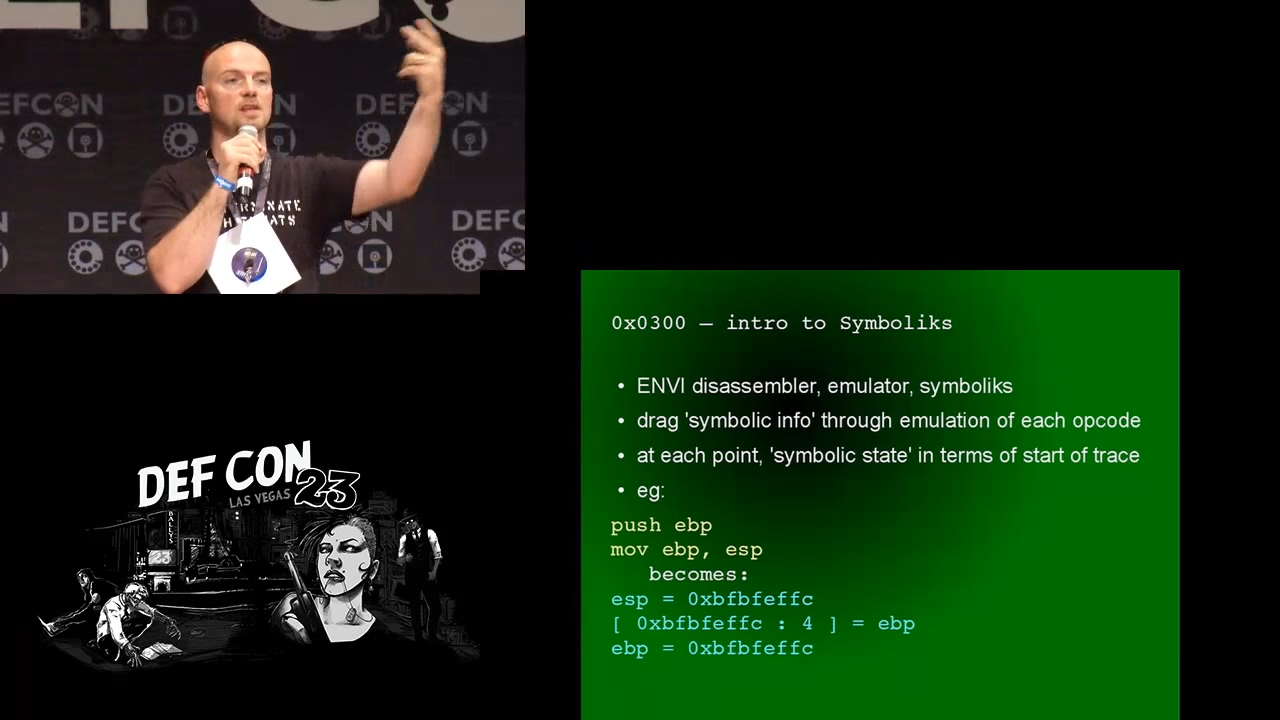 DEFCON
DEFCON
DEFCON
DEFCON
DEFCON
DEF CON
23
LAS VEGAS
BALLYS
0x0300 – intro to Symboliks
• ENVI disassembler, emulator, symboliks
• drag 'symbolic info' through emulation of each opcode
• at each point, 'symbolic state' in terms of start of trace
• eg:
push ebp
mov ebp, esp
becomes:
esp = 0xbfbfeffc
[ 0xbfbfeffc : 4 ] = ebp
ebp = 0xbfbfeffc